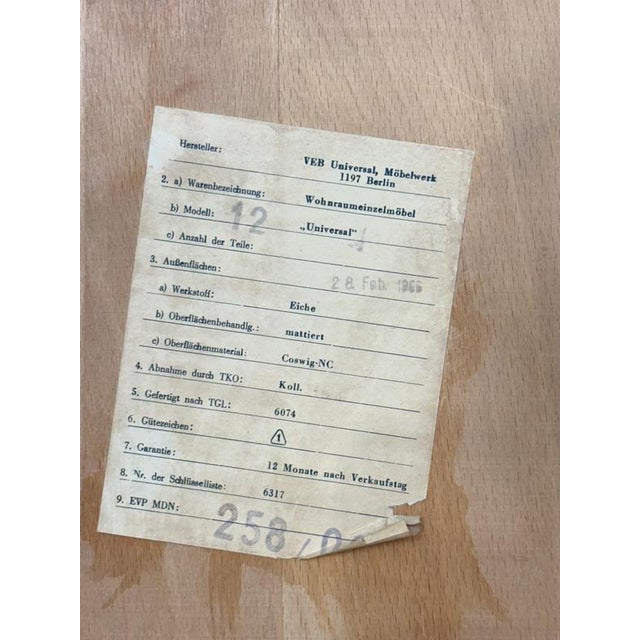 Hersteller: VEB Universal, Möbelwerk
1197 Berlin
2. a) Warenbezeichnung: Wohnraumeinzelmöbel
b) Modell: 12 „Universal"
c) Anzahl der Teile:
28. Feb. 1966
3. Außenflächen:
a) Werkstoff: Eiche
b) Oberflächenbehandlg.: mattiert
c) Oberflächenmaterial: Coswig-NC
4. Abnahme durch TKO: Koll.
5. Gefertigt nach TGL: 6074
6. Gütezeichen: 1
7. Garantie: 12 Monate nach Verkaufstag
8. Nr. der Schlüsselliste: 6317
9. EVP MDN: 258,